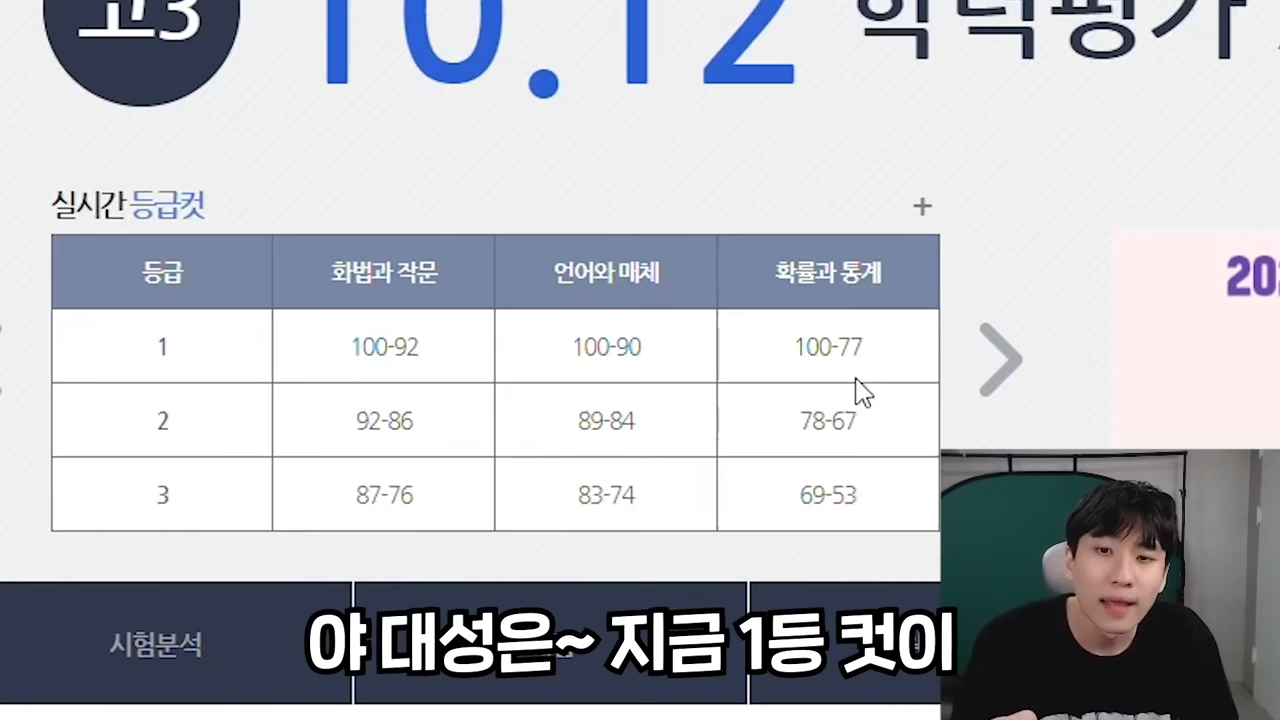 고3 10.12 학력평가
실시간 등급컷 +
등급 화법과 작문 언어와 매체 확률과 통계
1 100-92 100-90 100-77
2 92-86 89-84 78-67
3 87-76 83-74 69-53
202
시험분석
야 대성은~ 지금 1등 컷이